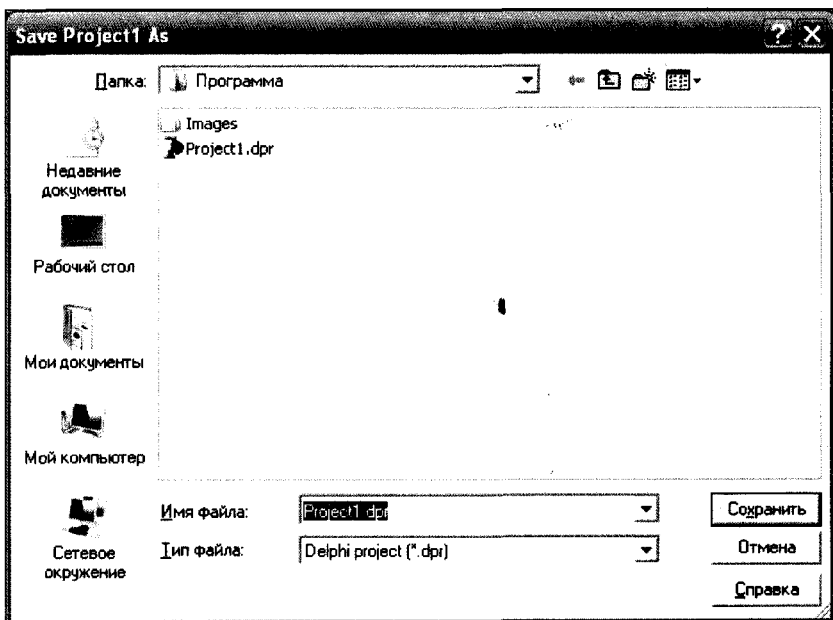 Save Project1 As
Папка: Программа
Images
Project1.dpr
Недавние
документы
Рабочий стол
Мои документы
Мой компьютер
Сетевое
окружение
Имя файла: Project1.dpr
Сохранить
Тип файла: Delphi project (*.dpr)
Отмена
Справка